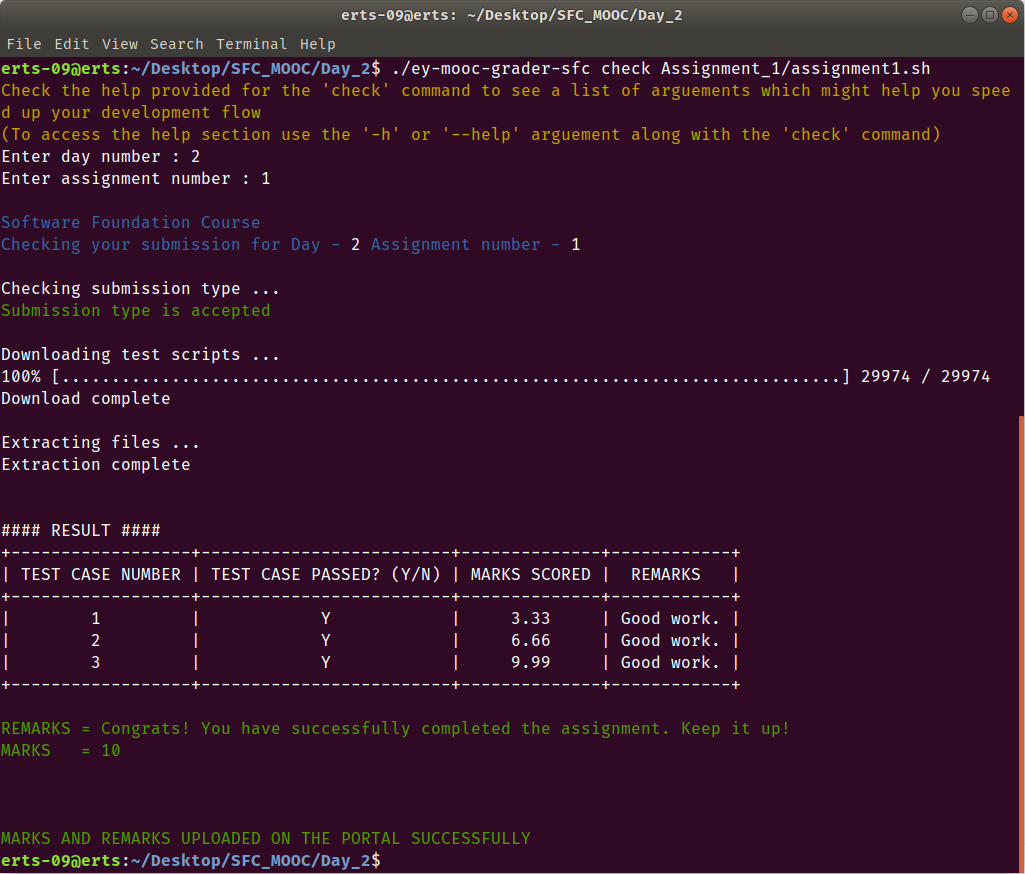 erts-09@erts: ~/Desktop/SFC_MOOC/Day_2
File Edit View Search Terminal Help
erts-09@erts:~/Desktop/SFC_MOOC/Day_2$ ./ey-mooc-grader-sfc check Assignment_1/assignment1.sh
Check the help provided for the 'check' command to see a list of arguements which might help you spee
d up your development flow
(To access the help section use the '-h' or '--help' arguement along with the 'check' command)
Enter day number : 2
Enter assignment number : 1
Software Foundation Course
Checking your submission for Day - 2 Assignment number - 1
Checking submission type ...
Submission type is accepted
Downloading test scripts ...
100% [..............................................................................] 29974 / 29974
Download complete
Extracting files ...
Extraction complete
#### RESULT ####
+------------------+-------------------------+--------------+------------+
| TEST CASE NUMBER | TEST CASE PASSED? (Y/N) | MARKS SCORED |  REMARKS   |
+------------------+-------------------------+--------------+------------+
|        1         |            Y            |     3.33     | Good work. |
|        2         |            Y            |     6.66     | Good work. |
|        3         |            Y            |     9.99     | Good work. |
+------------------+-------------------------+--------------+------------+
REMARKS = Congrats! You have successfully completed the assignment. Keep it up!
MARKS   = 10
MARKS AND REMARKS UPLOADED ON THE PORTAL SUCCESSFULLY
erts-09@erts:~/Desktop/SFC_MOOC/Day_2$